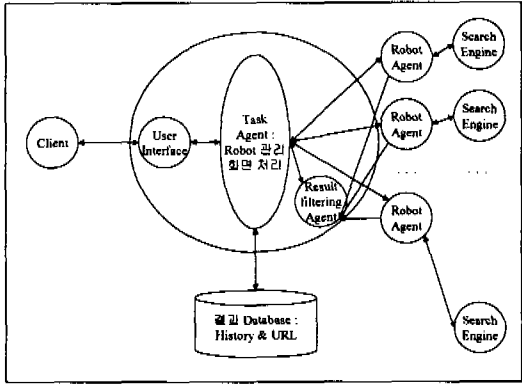 Client
User
Interface
Task
Agent :
Robot 관리
화면 처리
Result
filtering
Agent
Robot
Agent
Search
Engine
Robot
Agent
Search
Engine
. . .
. . .
Robot
Agent
Search
Engine
결과 Database :
History & URL